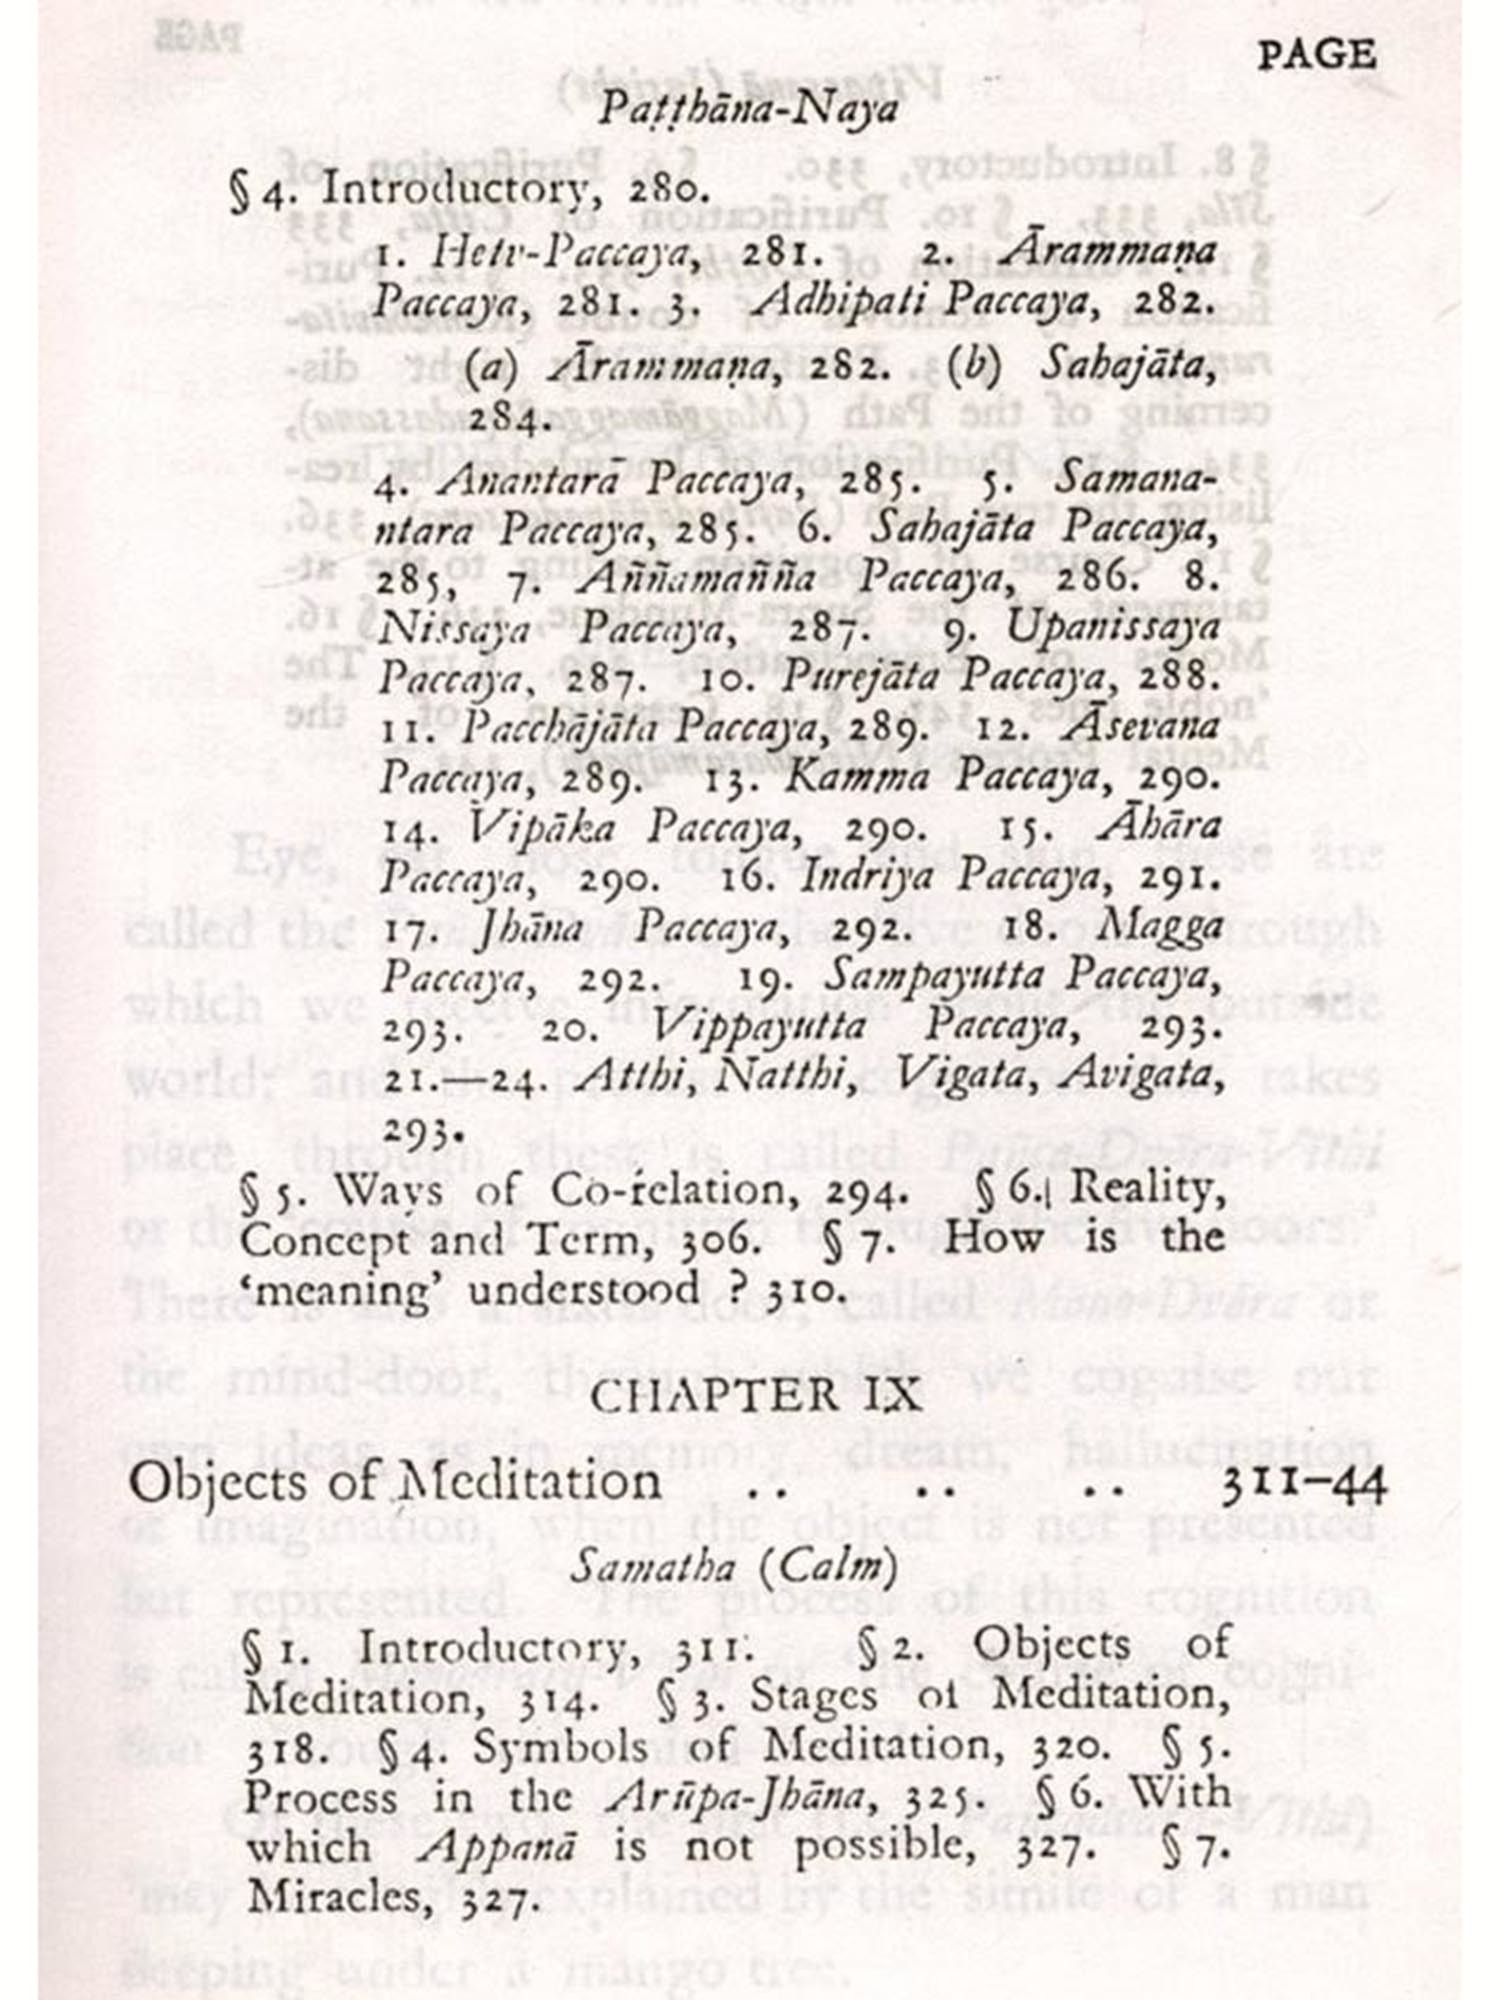 PAGE
Paṭṭhāna-Naya
§ 4. Introductory, 280.
1. Hetu-Paccaya, 281. 2. Ārammaṇa
Paccaya, 281. 3. Adhipati Paccaya, 282.
(a) Ārammaṇa, 282. (b) Sahajāta,
284.
4. Anantarā Paccaya, 285. 5. Samana-
ntara Paccaya, 285. 6. Sahajāta Paccaya,
285, 7. Aññamañña Paccaya, 286. 8.
Nissaya Paccaya, 287. 9. Upanissaya
Paccaya, 287. 10. Purejāta Paccaya, 288.
11. Pacchājāta Paccaya, 289. 12. Āsevana
Paccaya, 289. 13. Kamma Paccaya, 290.
14. Vipāka Paccaya, 290. 15. Āhāra
Paccaya, 290. 16. Indriya Paccaya, 291.
17. Jhāna Paccaya, 292. 18. Magga
Paccaya, 292. 19. Sampayutta Paccaya,
293. 20. Vippayutta Paccaya, 293.
21.—24. Atthi, Natthi, Vigata, Avigata,
293.
§ 5. Ways of Co-relation, 294. § 6. Reality,
Concept and Term, 306. § 7. How is the
‘meaning’ understood ? 310.
CHAPTER IX
Objects of Meditation .. .. .. 311–44
Samatha (Calm)
§ 1. Introductory, 311. § 2. Objects of
Meditation, 314. § 3. Stages of Meditation,
318. § 4. Symbols of Meditation, 320. § 5.
Process in the Arūpa-Jhāna, 325. § 6. With
which Appanā is not possible, 327. § 7.
Miracles, 327.